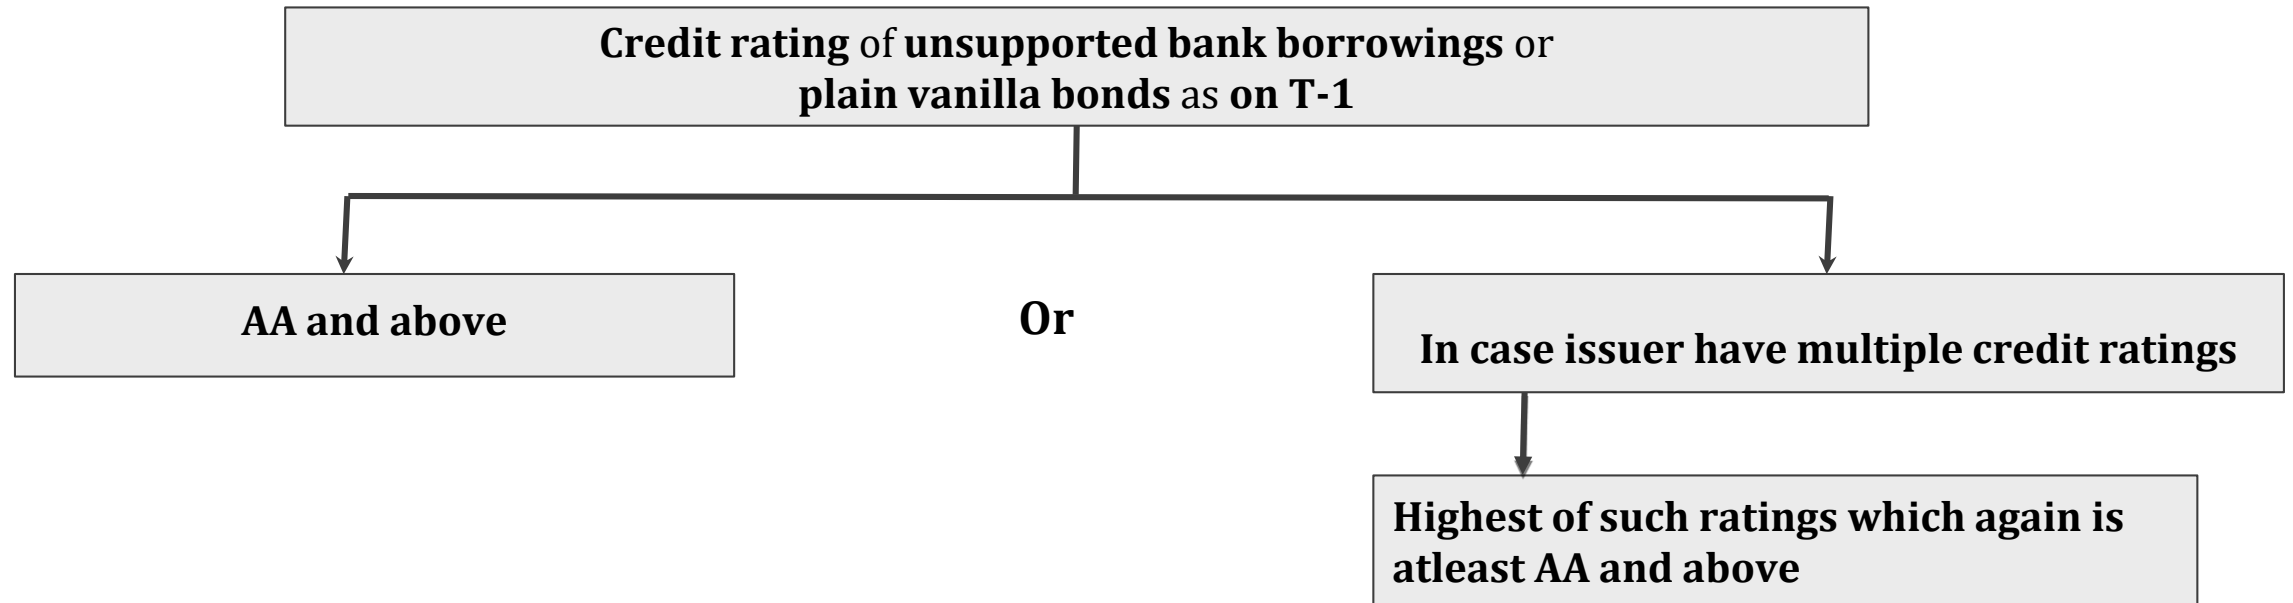 Credit rating of unsupported bank borrowings or
plain vanilla bonds as on T-1
AA and above
Or
In case issuer have multiple credit ratings
Highest of such ratings which again is
atleast AA and above